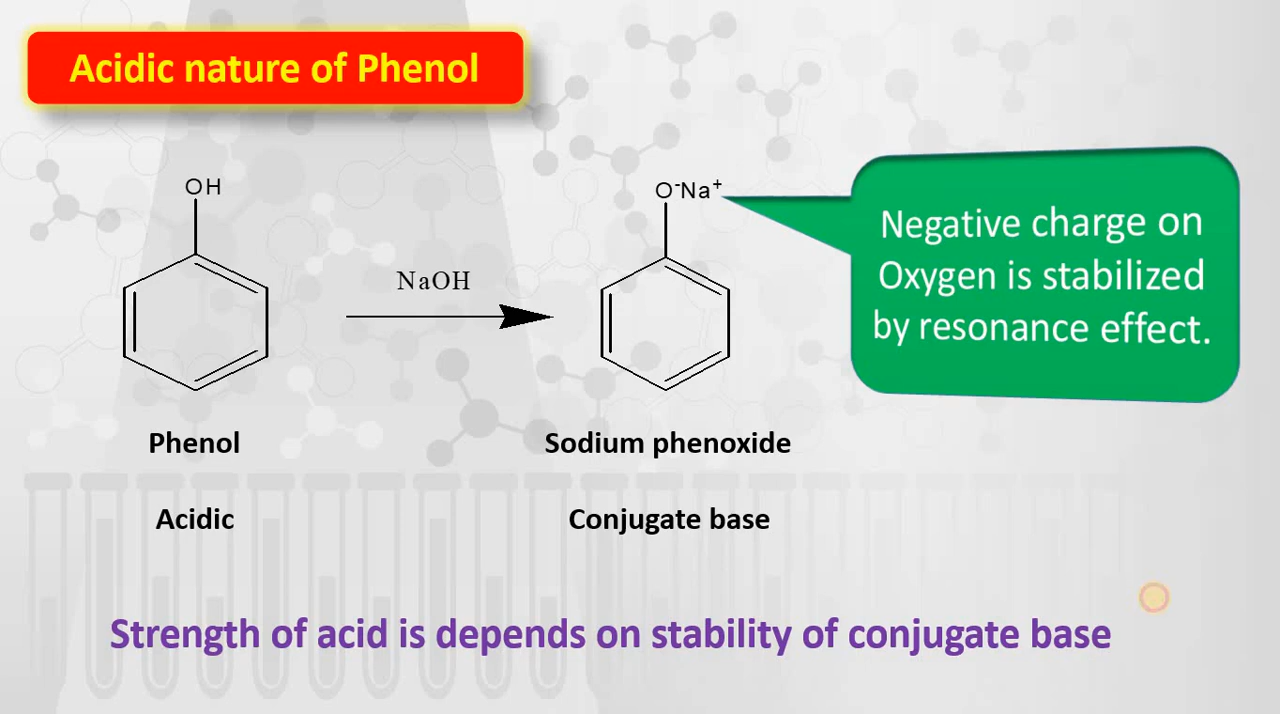 Acidic nature of Phenol
OH
NaOH
O⁻Na⁺
Negative charge on
Oxygen is stabilized
by resonance effect.
Phenol
Sodium phenoxide
Acidic
Conjugate base
Strength of acid is depends on stability of conjugate base